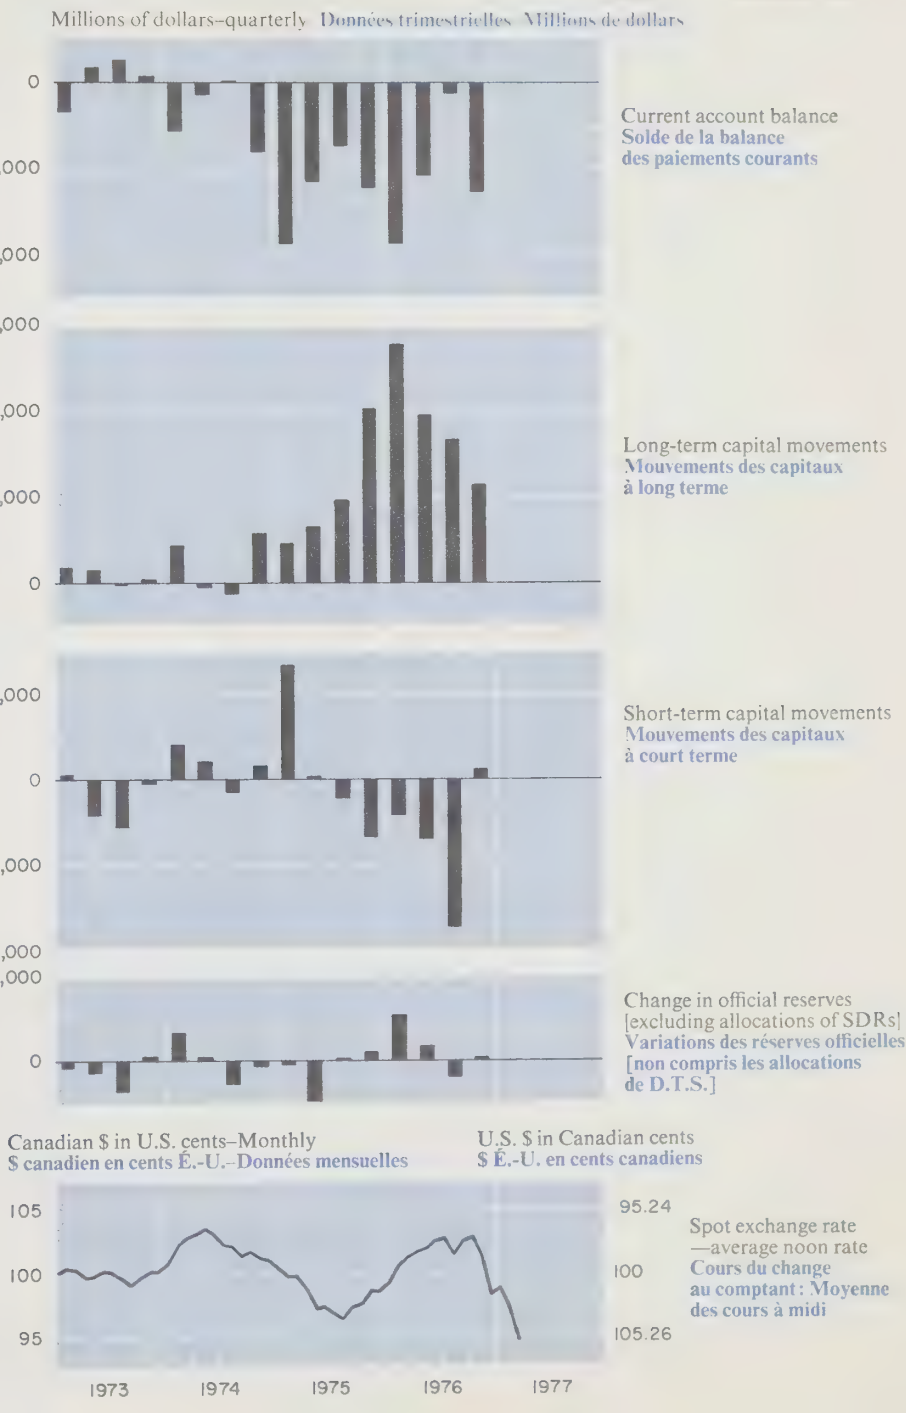 Millions of dollars–quarterly Données trimestrielles Millions de dollars
0
,000
,000
Current account balance
Solde de la balance
des paiements courants
,000
,000
,000
0
Long-term capital movements
Mouvements des capitaux
à long terme
,000
0
,000
,000
Short-term capital movements
Mouvements des capitaux
à court terme
,000
0
Change in official reserves
[excluding allocations of SDRs]
Variations des réserves officielles
[non compris les allocations
de D.T.S.]
Canadian $ in U.S. cents–Monthly
$ canadien en cents É.-U.–Données mensuelles
U.S. $ in Canadian cents
$ É.-U. en cents canadiens
105
100
95
95.24
100
105.26
Spot exchange rate
—average noon rate
Cours du change
au comptant : Moyenne
des cours à midi
1973 1974 1975 1976 1977